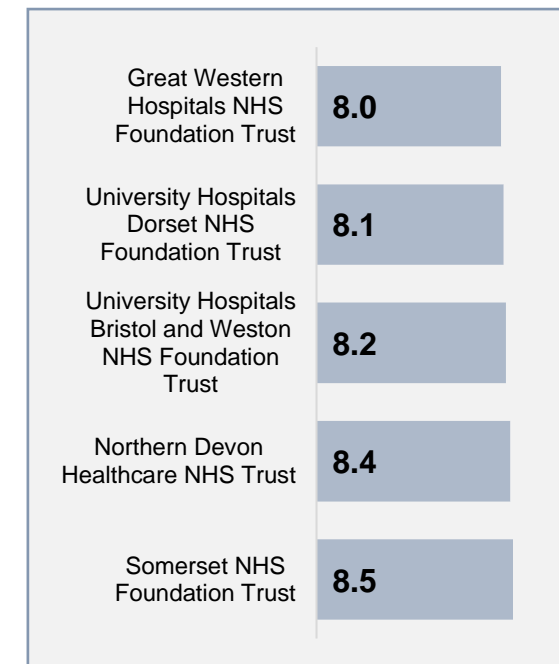 Great Western
Hospitals NHS
Foundation Trust
8.0
University Hospitals
Dorset NHS
Foundation Trust
8.1
University Hospitals
Bristol and Weston
NHS Foundation
Trust
8.2
Northern Devon
Healthcare NHS Trust
8.4
Somerset NHS
Foundation Trust
8.5